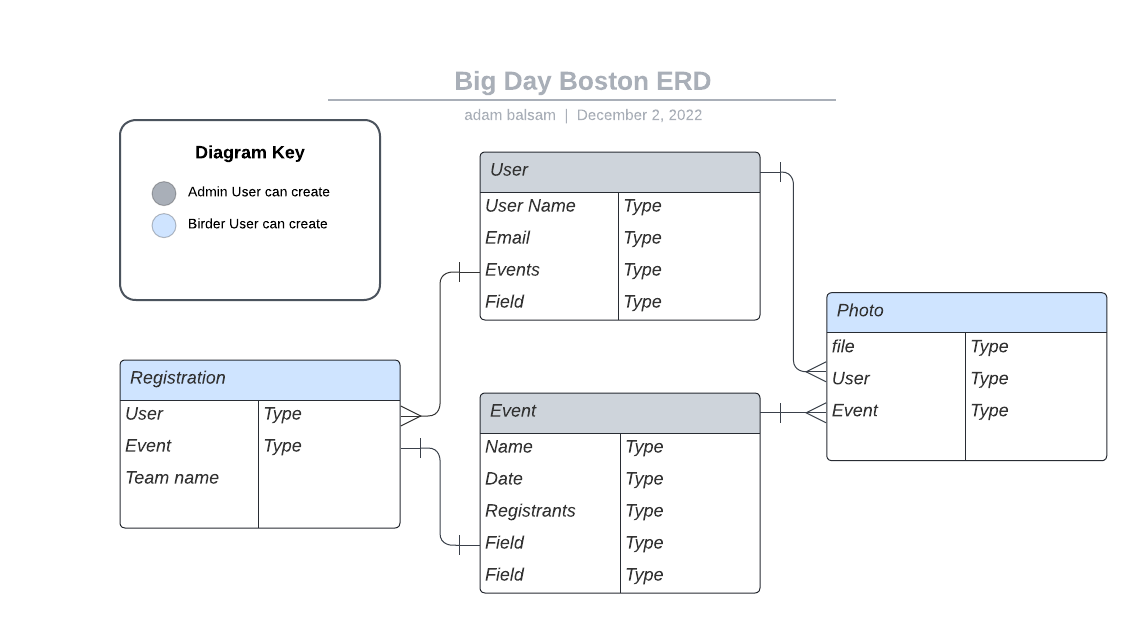 Big Day Boston ERD
adam balsam | December 2, 2022
Diagram Key
Admin User can create
Birder User can create
User
User Name Type
Email Type
Events Type
Field Type
Photo
file Type
User Type
Event Type
Registration
User Type
Event Type
Team name
Event
Name Type
Date Type
Registrants Type
Field Type
Field Type